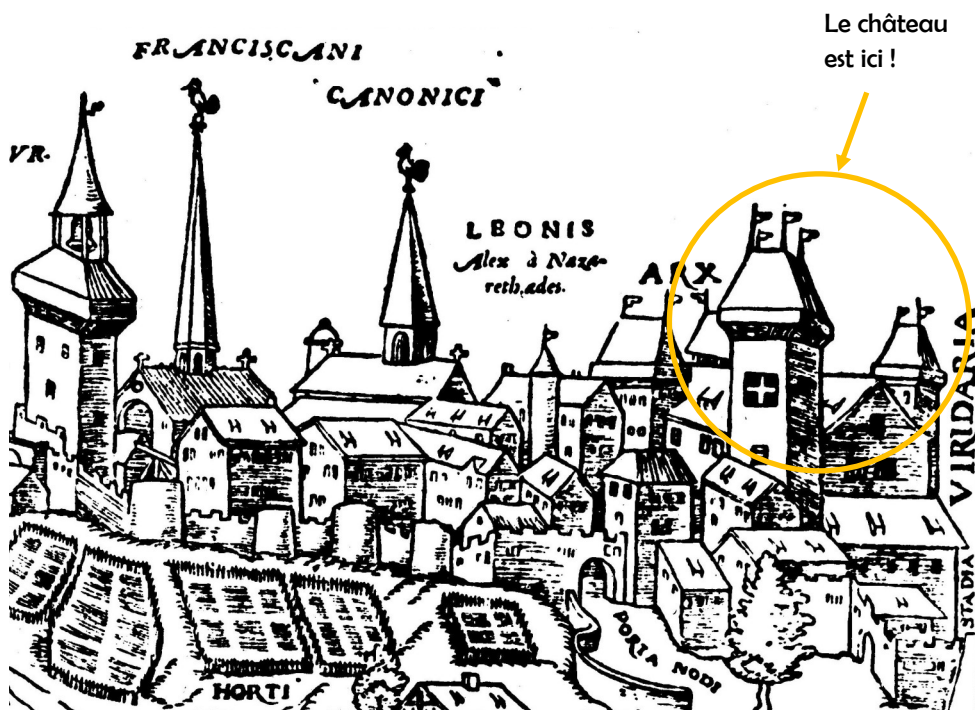 Le château
est ici !
FRANCISCANI
CANONICI
VR.
LEONIS
Alex à Naza-
reth,ades.
ARX
VIRIDARIA
STADIA
PORTA NODI
HORTI